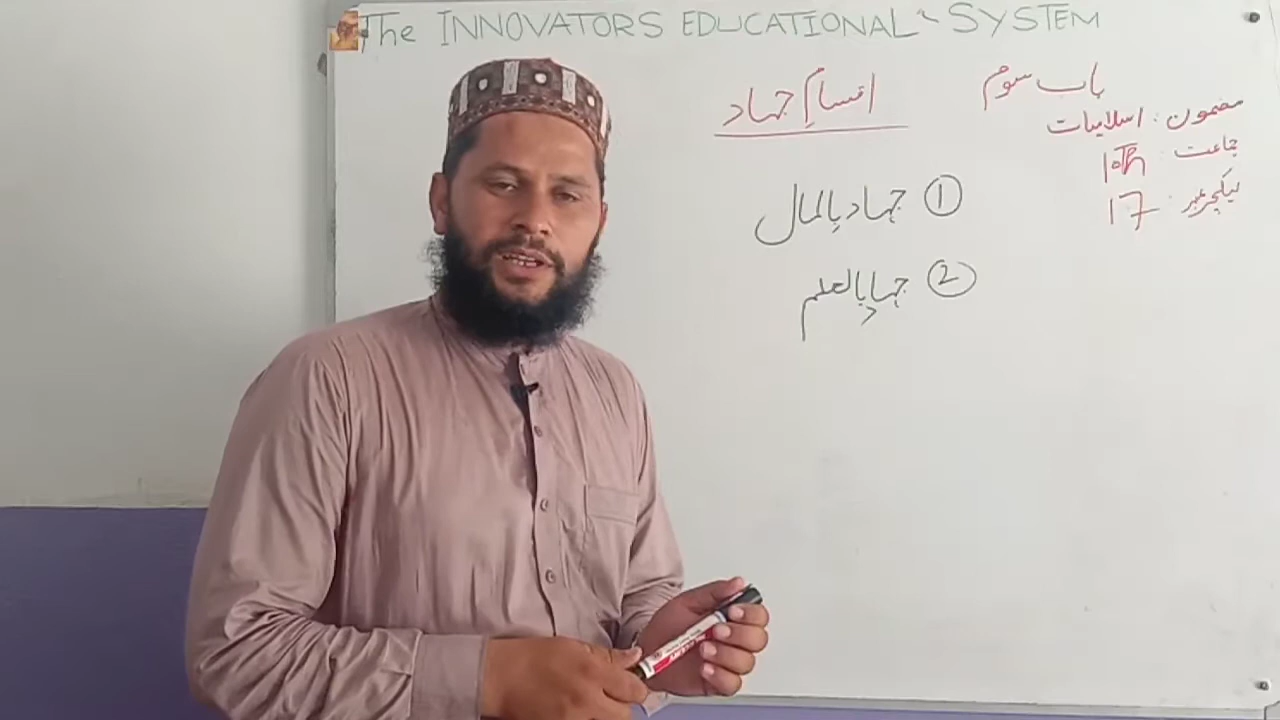 The INNOVATORS EDUCATIONAL SYSTEM
باب سوم
مضمون: اسلامیات
جماعت: 10th
لیکچر نمبر 17
اقسامِ جہاد
① جہاد بِالمال
② جہاد بالعلم